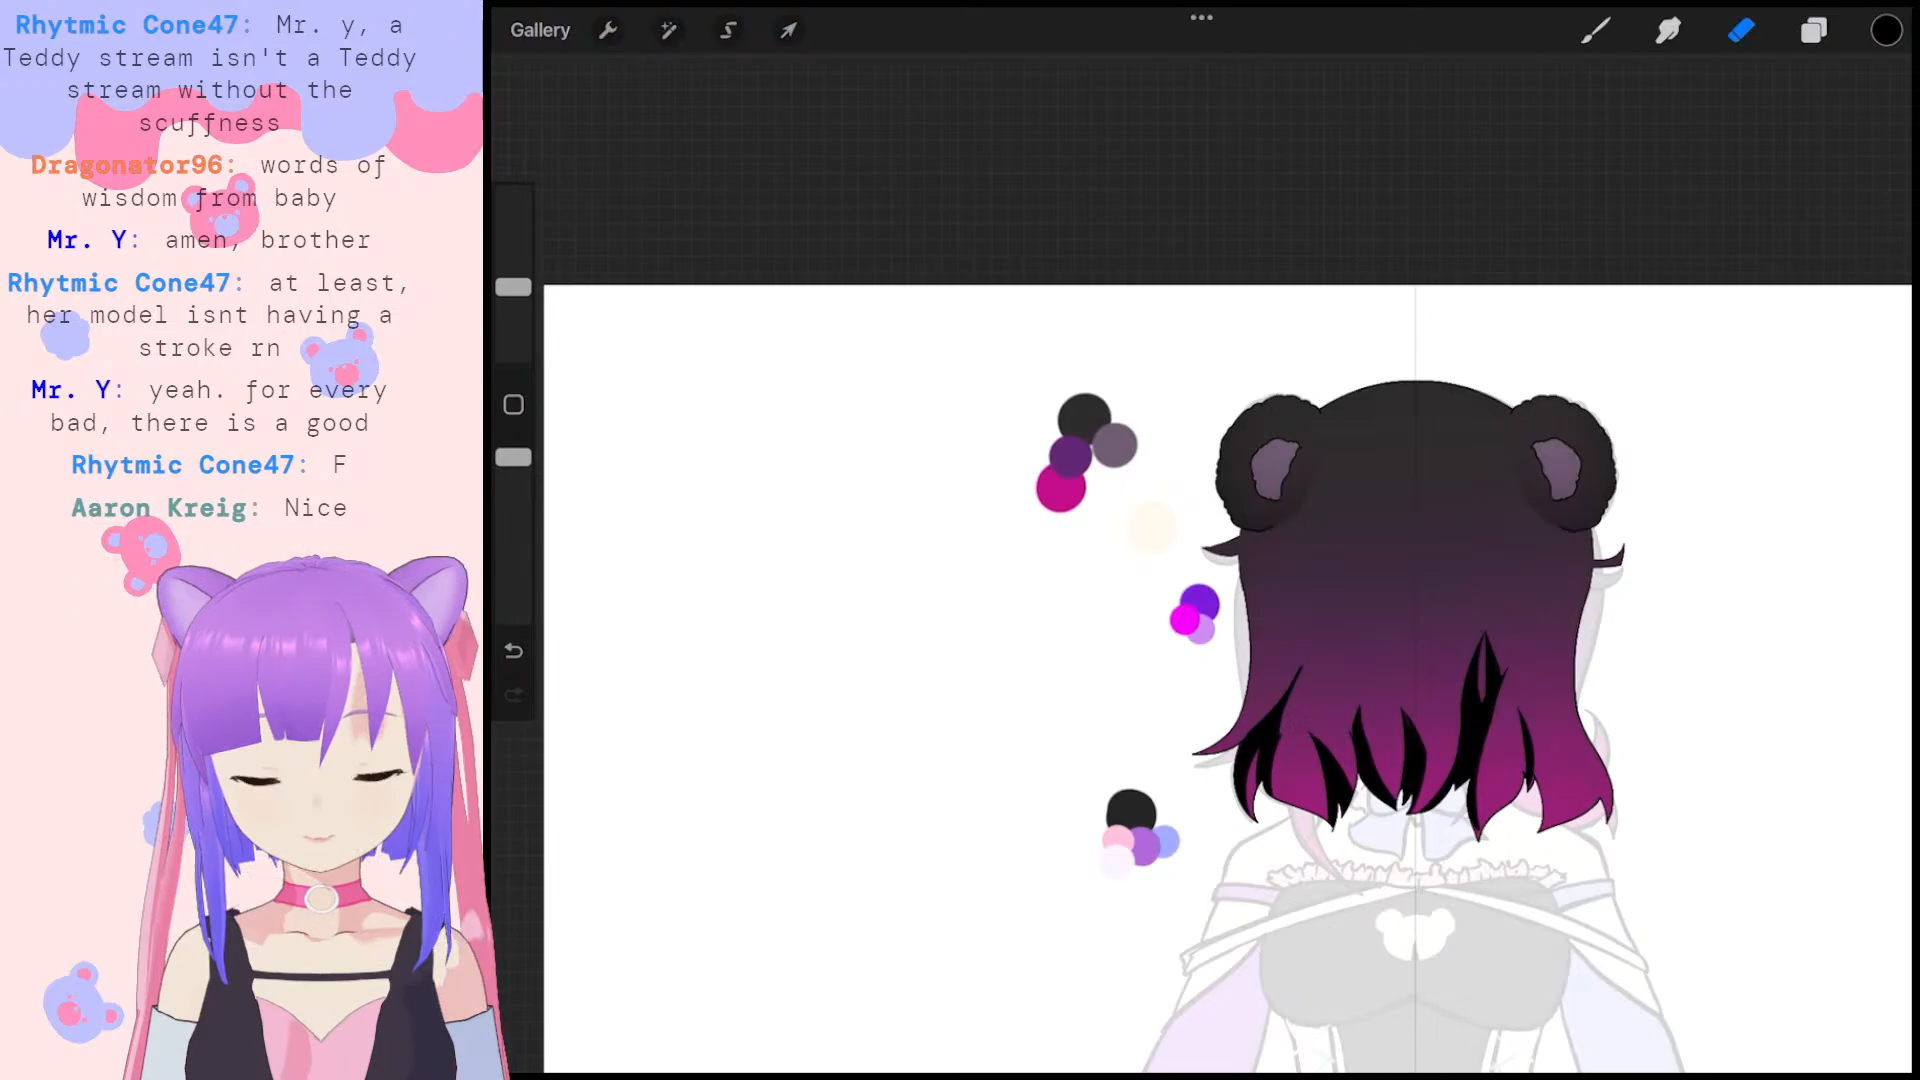 Rhytmic Cone47: Mr. y, a
Teddy stream isn't a Teddy
stream without the
scuffness
Dragonator96: words of
wisdom from baby
Mr. Y: amen, brother
Rhytmic Cone47: at least,
her model isnt having a
stroke rn
Mr. Y: yeah. for every
bad, there is a good
Rhytmic Cone47: F
Aaron Kreig: Nice
Gallery